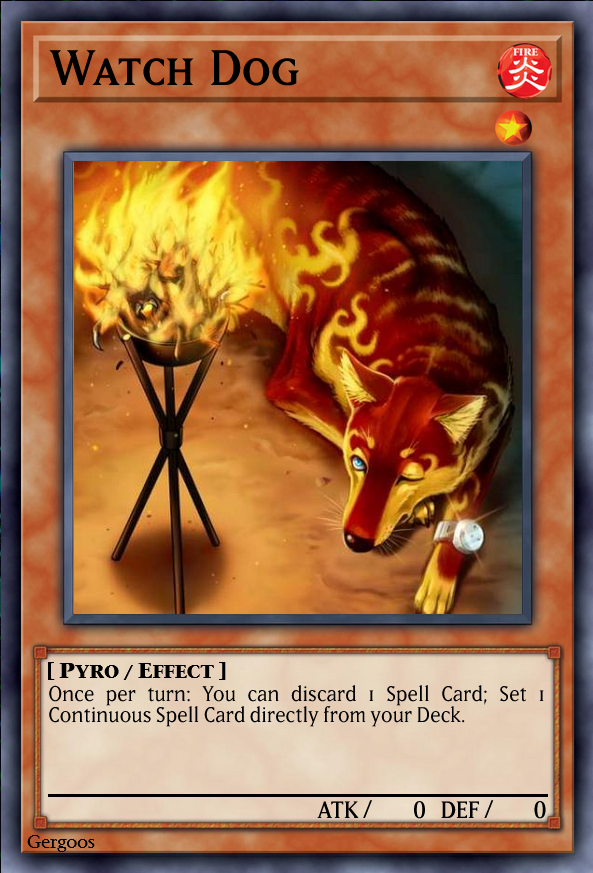 Watch Dog
FIRE
炎
[ Pyro / Effect ]
Once per turn: You can discard 1 Spell Card; Set 1
Continuous Spell Card directly from your Deck.
ATK / 0 DEF / 0
Gergoos